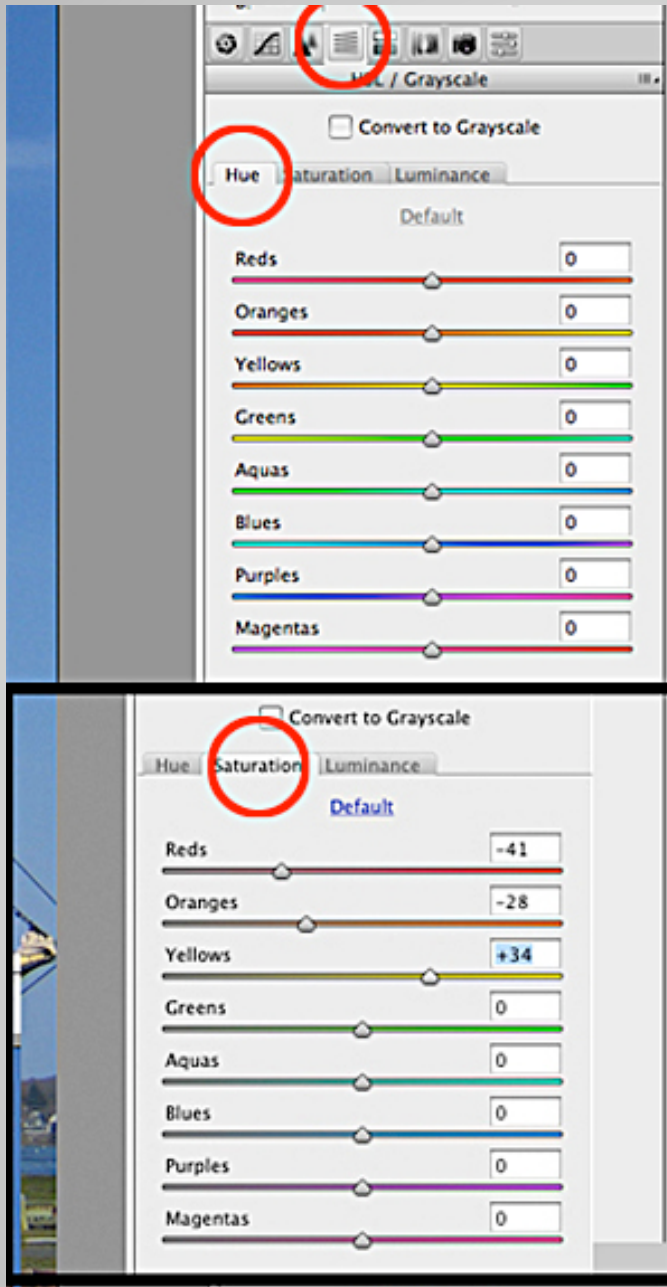 HSL / Grayscale
Convert to Grayscale
Hue Saturation Luminance
Default
Reds 0
Oranges 0
Yellows 0
Greens 0
Aquas 0
Blues 0
Purples 0
Magentas 0
Convert to Grayscale
Hue Saturation Luminance
Default
Reds -41
Oranges -28
Yellows +34
Greens 0
Aquas 0
Blues 0
Purples 0
Magentas 0